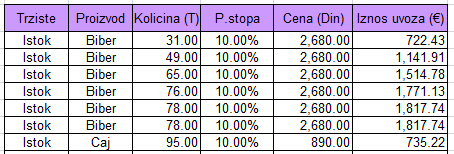 Trziste Proizvod Kolicina (T) P.stopa Cena (Din) Iznos uvoza (€)
Istok Biber 31.00 10.00% 2,680.00 722.43
Istok Biber 49.00 10.00% 2,680.00 1,141.91
Istok Biber 65.00 10.00% 2,680.00 1,514.78
Istok Biber 76.00 10.00% 2,680.00 1,771.13
Istok Biber 78.00 10.00% 2,680.00 1,817.74
Istok Biber 78.00 10.00% 2,680.00 1,817.74
Istok Caj 95.00 10.00% 890.00 735.22